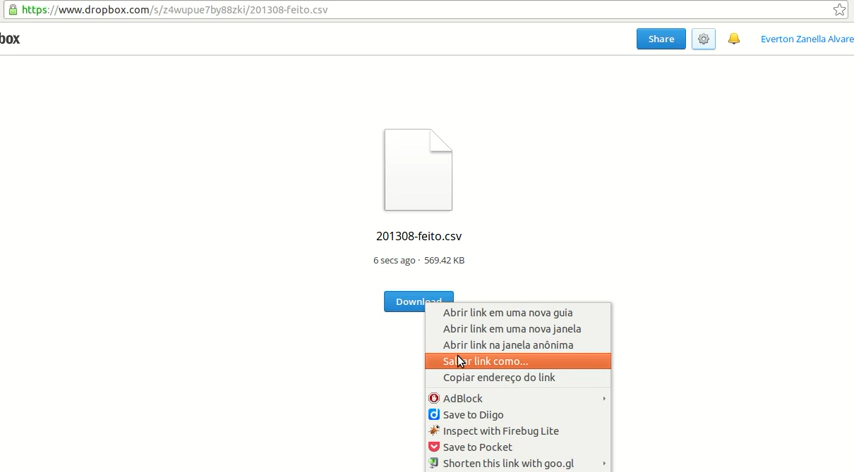 https://www.dropbox.com/s/z4wupue7by88zki/201308-feito.csv
box
Share
Everton Zanella Alvare
201308-feito.csv
6 secs ago · 569.42 KB
Download
Abrir link em uma nova guia
Abrir link em uma nova janela
Abrir link na janela anônima
Salvar link como...
Copiar endereço do link
AdBlock
Save to Diigo
Inspect with Firebug Lite
Save to Pocket
Shorten this link with goo.gl